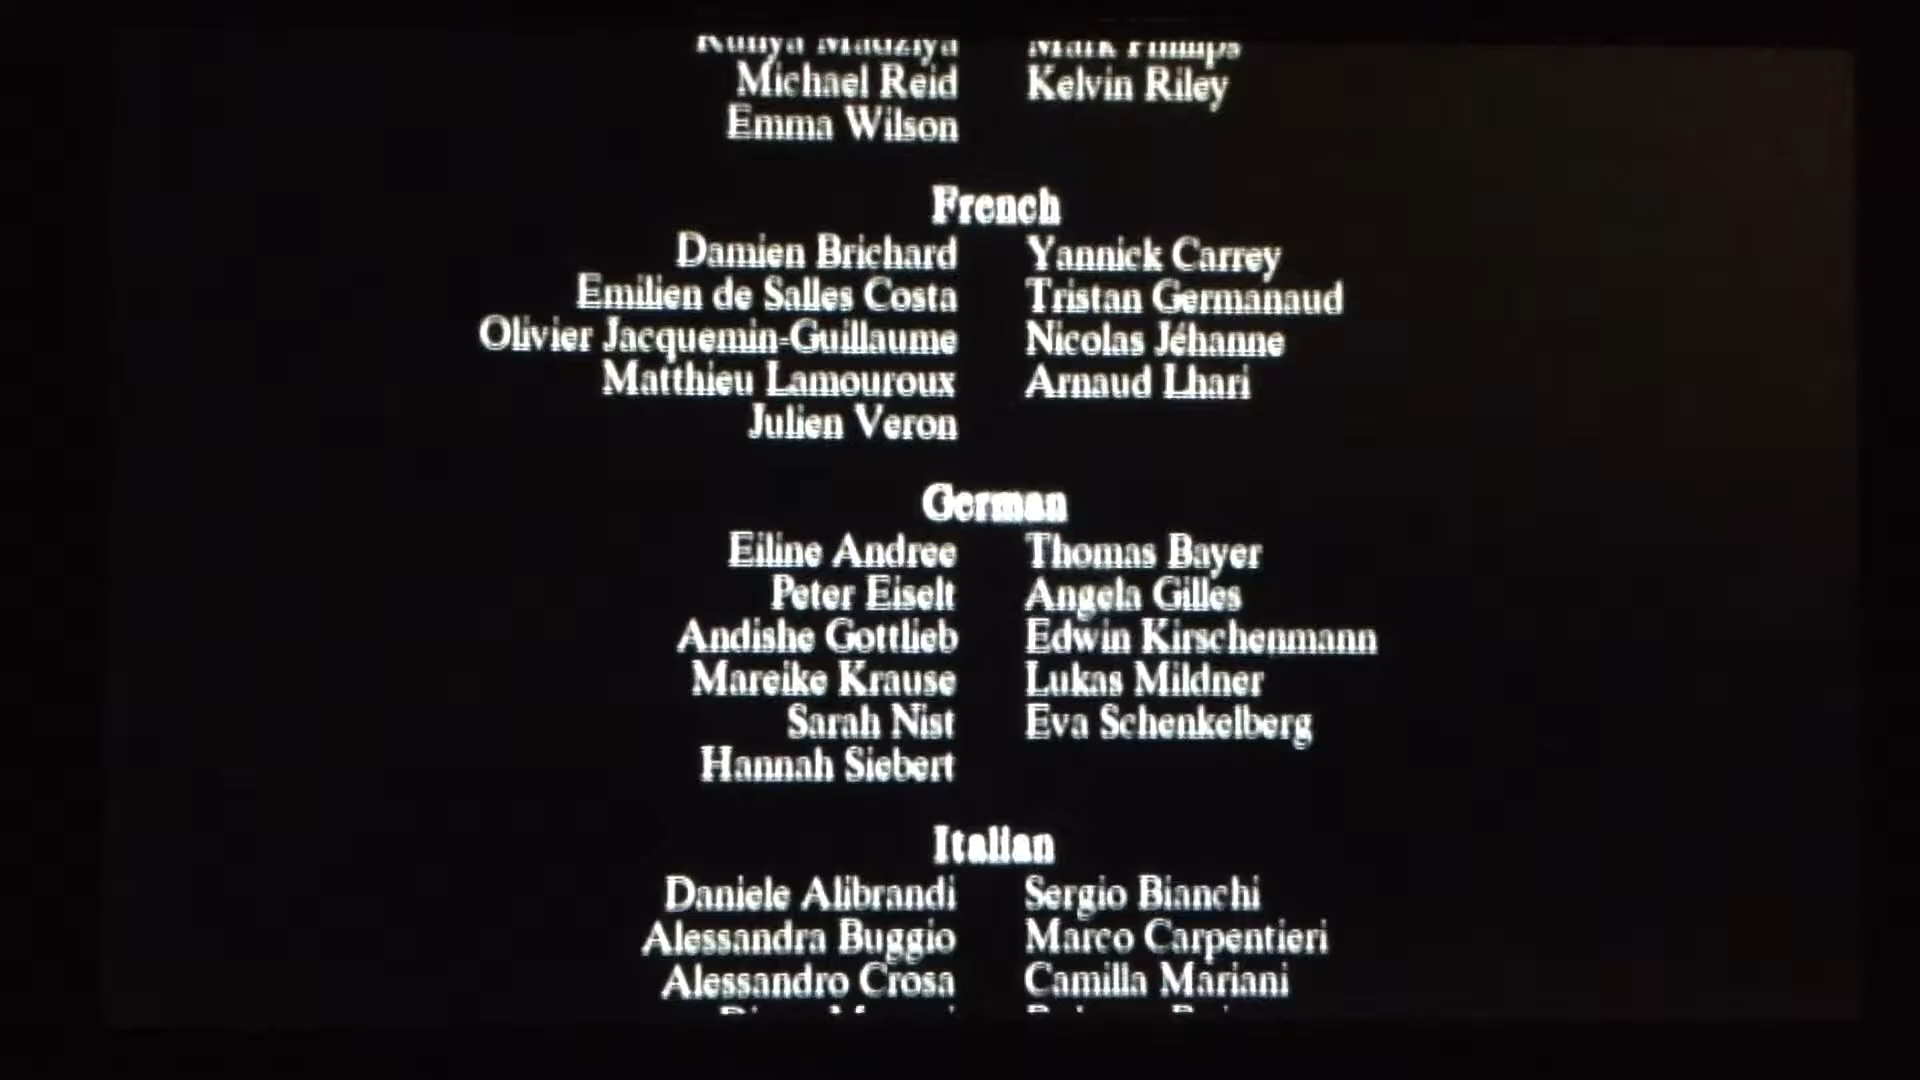 Michael Reid Kelvin Riley
Emma Wilson
French
Damien Brichard Yannick Carrey
Emilien de Salles Costa Tristan Germanaud
Olivier Jacquemin-Guillaume Nicolas Jéhanne
Matthieu Lamouroux Arnaud Lhari
Julien Veron
German
Eiline Andree Thomas Bayer
Peter Eiselt Angela Gilles
Andishe Gottlieb Edwin Kirschenmann
Mareike Krause Lukas Mildner
Sarah Nist Eva Schenkelberg
Hannah Siebert
Italian
Daniele Alibrandi Sergio Bianchi
Alessandra Buggio Marco Carpentieri
Alessandro Crosa Camilla Mariani